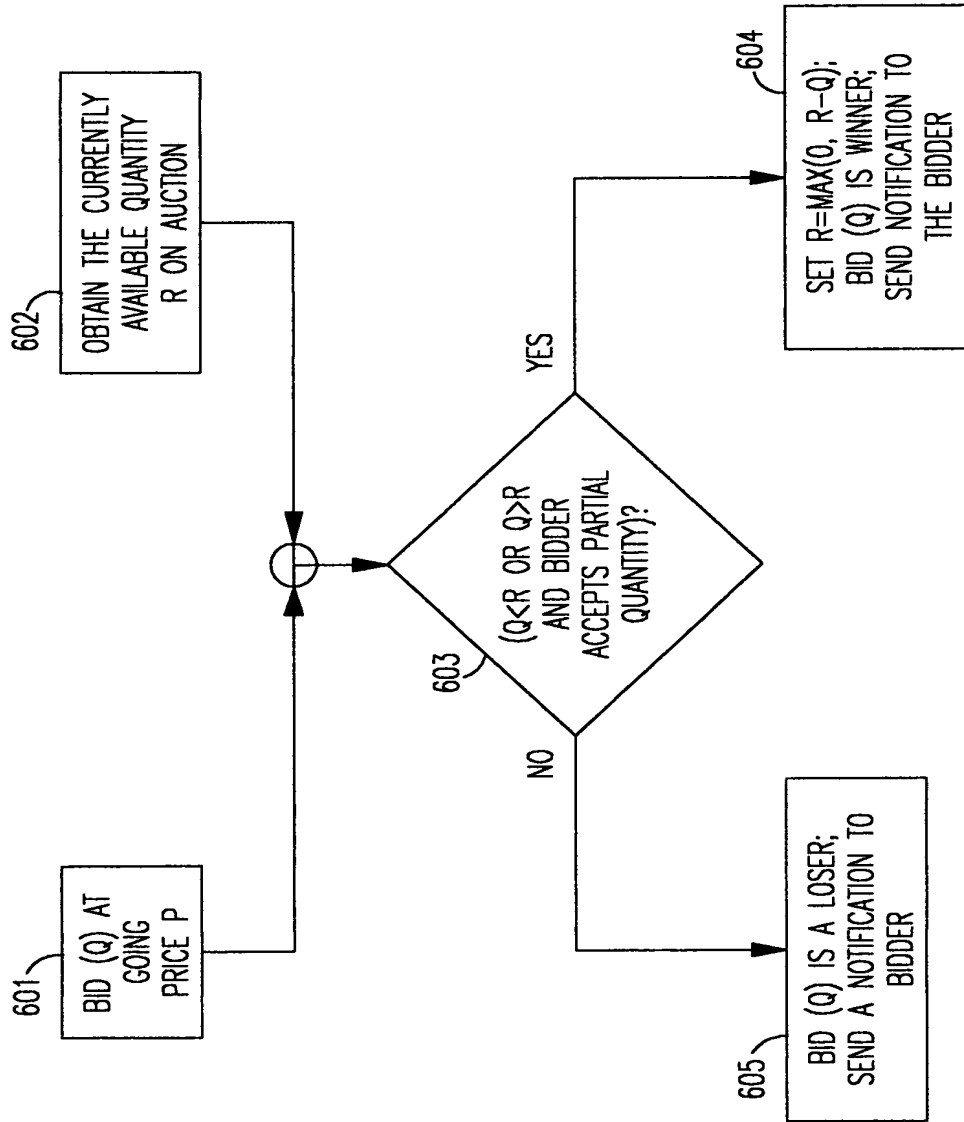 601
BID (Q) AT
GOING
PRICE P
602
OBTAIN THE CURRENTLY
AVAILABLE QUANTITY
R ON AUCTION
603
(Q<R OR Q>R
AND BIDDER
ACCEPTS PARTIAL
QUANTITY)?
NO
YES
605
BID (Q) IS A LOSER;
SEND A NOTIFICATION TO
BIDDER
604
SET R=MAX(0, R-Q);
BID (Q) IS WINNER;
SEND NOTIFICATION TO
THE BIDDER